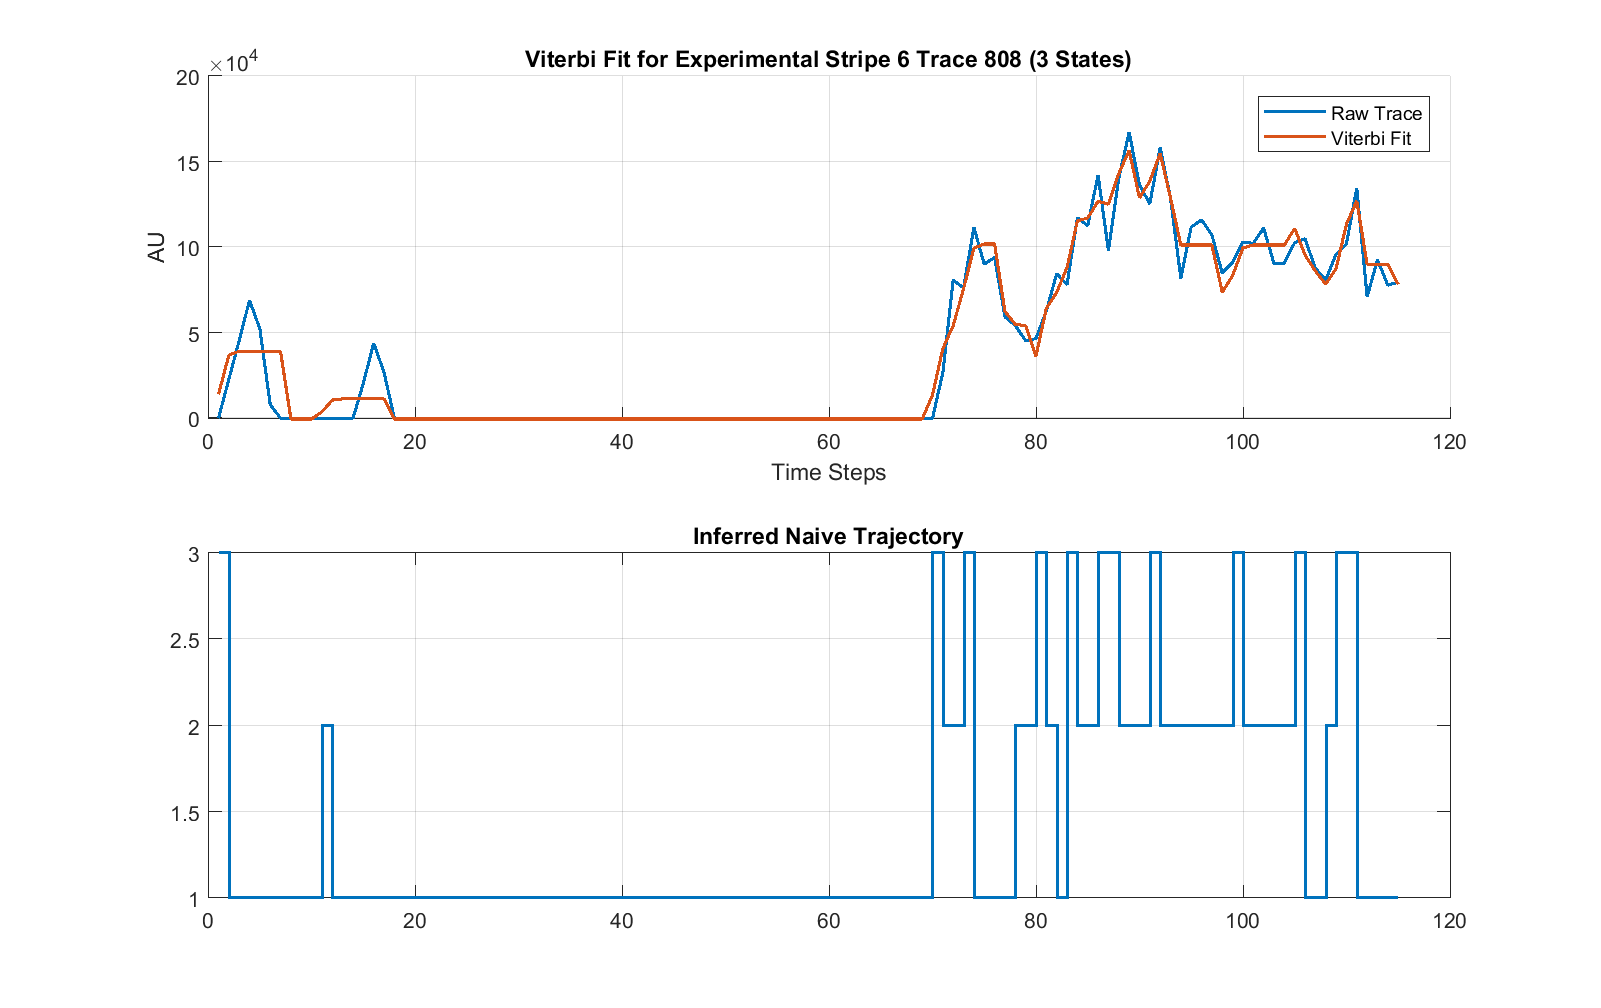 Viterbi Fit for Experimental Stripe 6 Trace 808 (3 States)
×10⁴
20
15
10
5
0
AU
Raw Trace
Viterbi Fit
0 20 40 60 80 100 120
Time Steps
Inferred Naive Trajectory
3
2.5
2
1.5
1
0 20 40 60 80 100 120